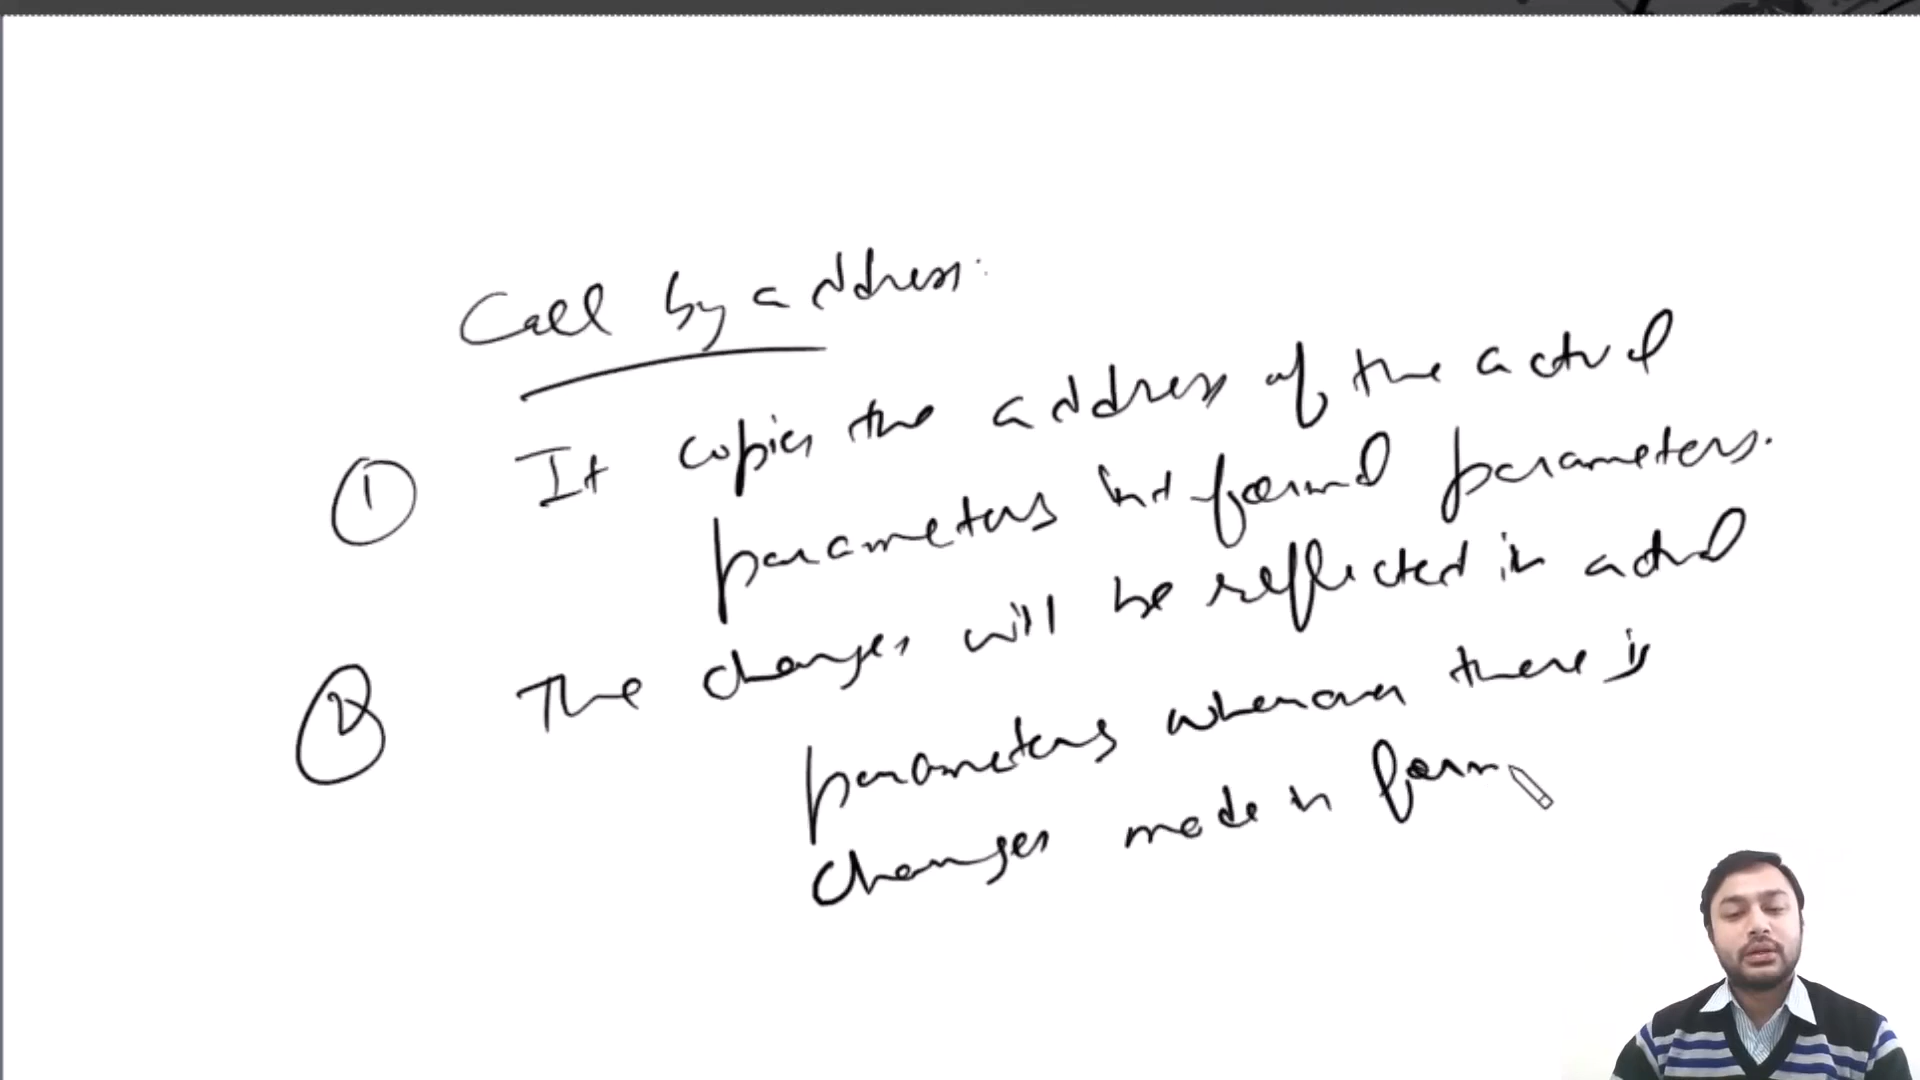 Call by address:
① It copies the address of the actual
parameters int formal parameters.
② The changes will be reflected in actual
parameters whenever there is
changes made in form